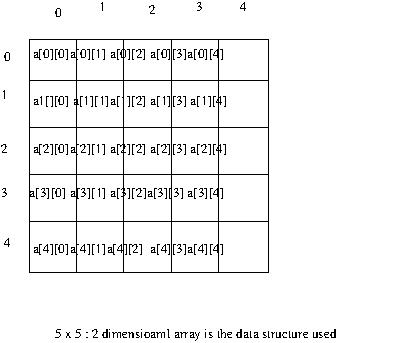 0 1 2 3 4
0 a[0][0] a[0][1] a[0][2] a[0][3] a[0][4]
1 a1[][0] a[1][1] a[1][2] a[1][3] a[1][4]
2 a[2][0] a[2][1] a[2][2] a[2][3] a[2][4]
3 a[3][0] a[3][1] a[3][2] a[3][3] a[3][4]
4 a[4][0] a[4][1] a[4][2] a[4][3] a[4][4]
5 x 5 : 2 dimensioaml array is the data structure used